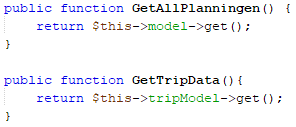 public function GetAllPlanningen() {
    return $this->model->get();
}

public function GetTripData(){
    return $this->tripModel->get();
}